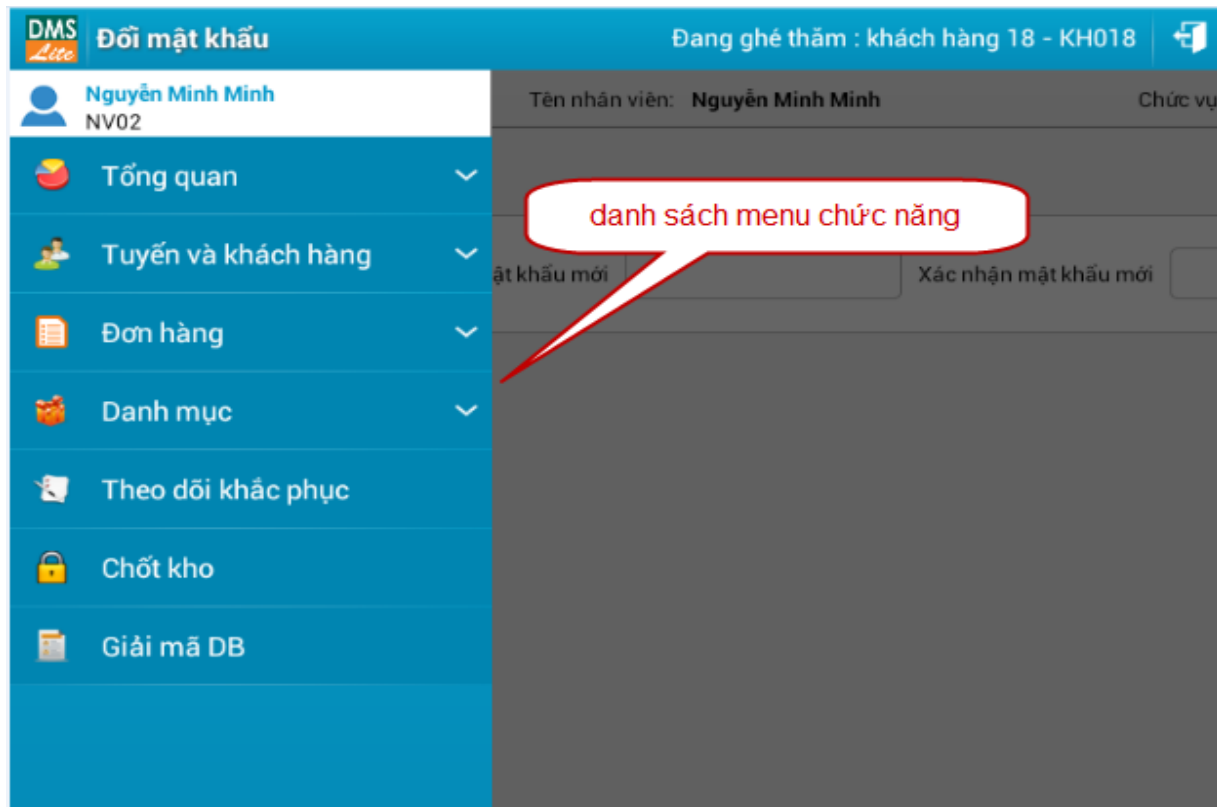 DMS
Lite
Đổi mật khẩu
Đang ghé thăm : khách hàng 18 - KH018
Nguyễn Minh Minh
NV02
Tên nhân viên: Nguyễn Minh Minh
Chức vụ
Tổng quan
danh sách menu chức năng
Tuyến và khách hàng
ật khẩu mới
Xác nhận mật khẩu mới
Đơn hàng
Danh mục
Theo dõi khắc phục
Chốt kho
Giải mã DB